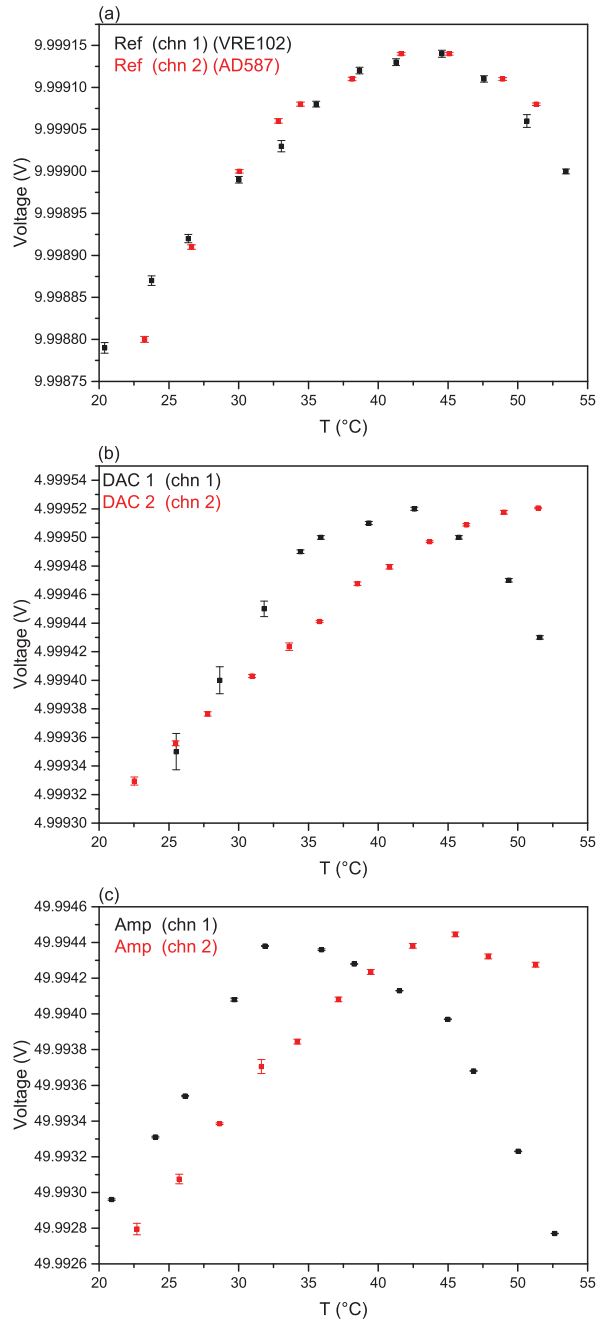 (a)
Ref (chn 1) (VRE102)
Ref (chn 2) (AD587)
9.99915
9.99910
9.99905
9.99900
9.99895
9.99890
9.99885
9.99880
9.99875
Voltage (V)
20 25 30 35 40 45 50 55
T (°C)
(b)
DAC 1 (chn 1)
DAC 2 (chn 2)
4.99954
4.99952
4.99950
4.99948
4.99946
4.99944
4.99942
4.99940
4.99938
4.99936
4.99934
4.99932
4.99930
Voltage (V)
20 25 30 35 40 45 50 55
T (°C)
(c)
Amp (chn 1)
Amp (chn 2)
49.9946
49.9944
49.9942
49.9940
49.9938
49.9936
49.9934
49.9932
49.9930
49.9928
49.9926
Voltage (V)
20 25 30 35 40 45 50 55
T (°C)